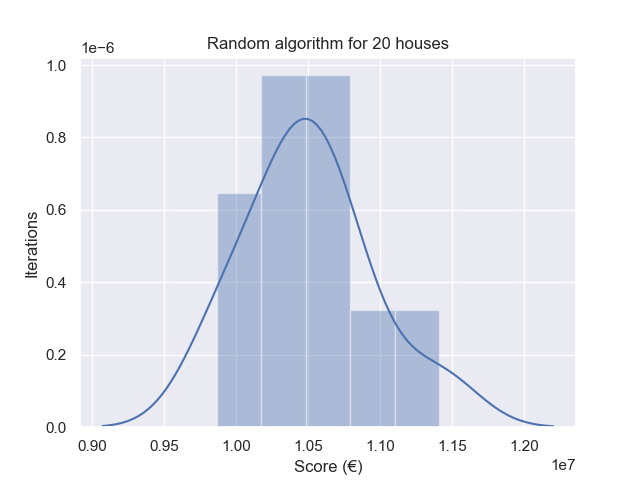 Random algorithm for 20 houses
1e−6
1.0
0.8
0.6
0.4
0.2
0.0
Iterations
0.90 0.95 1.00 1.05 1.10 1.15 1.20
1e7
Score (€)